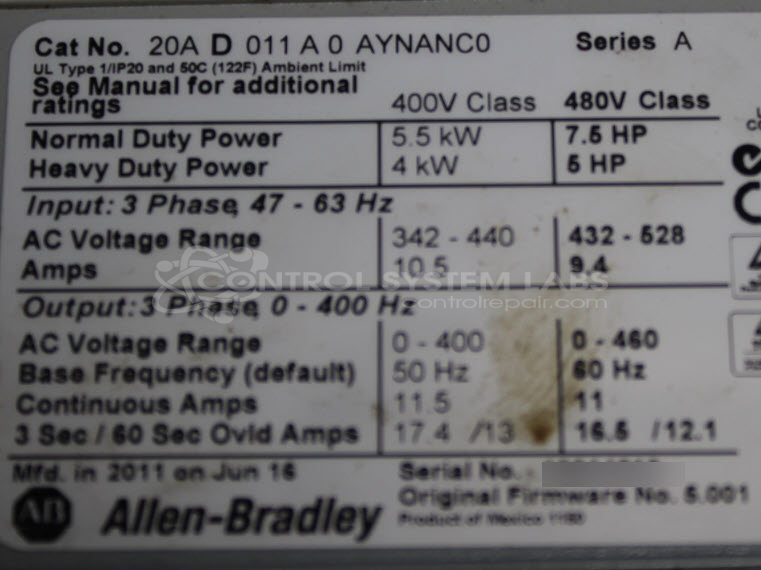 Cat No. 20A D 011 A 0 AYNANC0 Series A
UL Type 1/IP20 and 50C (122F) Ambient Limit
See Manual for additional
ratings 400V Class 480V Class
Normal Duty Power 5.5 kW 7.5 HP
Heavy Duty Power 4 kW 5 HP
Input: 3 Phase, 47 - 63 Hz
AC Voltage Range 342 - 440 432 - 528
Amps 10.5 9.4
CONTROL SYSTEM LABS
controlrepair.com
Output: 3 Phase, 0 - 400 Hz
AC Voltage Range 0 - 400 0 - 460
Base Frequency (default) 50 Hz 60 Hz
Continuous Amps 11.5 11
3 Sec / 60 Sec Ovld Amps 17.4 /13 16.5 /12.1
Mfd. in 2011 on Jun 16 Serial No.
Original Firmware No. 5.001
AB Allen-Bradley Product of Mexico